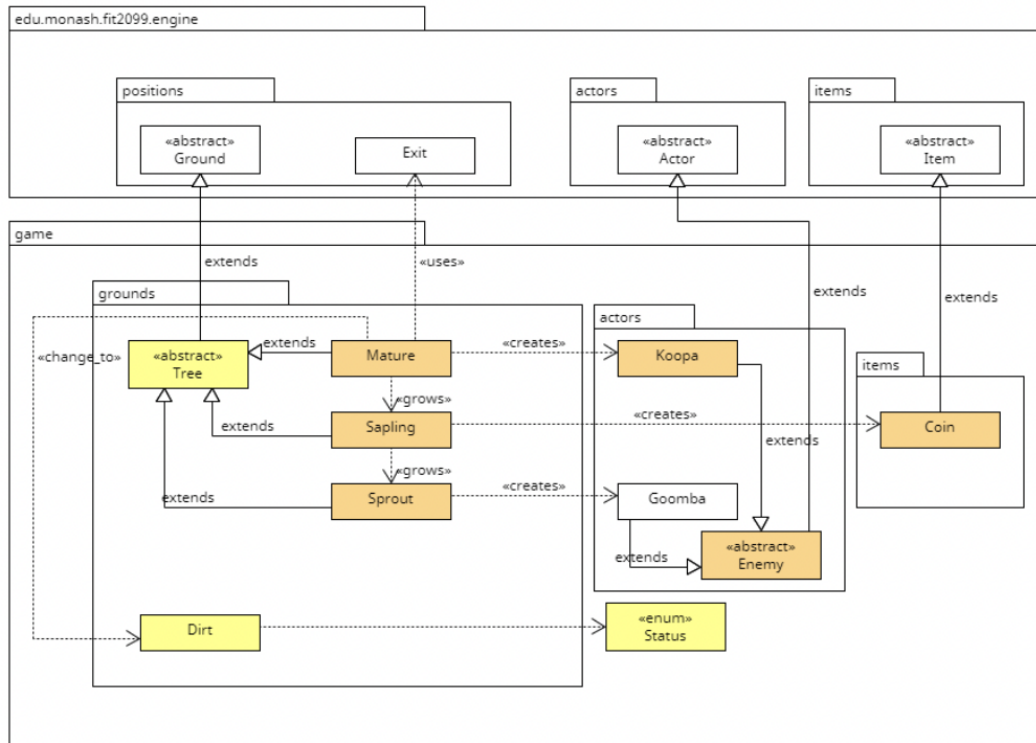 edu.monash.fit2099.engine
positions
actors
items
«abstract»
Ground
Exit
«abstract»
Actor
«abstract»
Item
game
extends
«uses»
grounds
extends
extends
actors
«change_to»
«abstract»
Tree
extends
Mature
«creates»
Koopa
items
«grows»
extends
Sapling
«creates»
extends
Coin
«grows»
extends
Sprout
«creates»
Goomba
extends
«abstract»
Enemy
Dirt
«enum»
Status